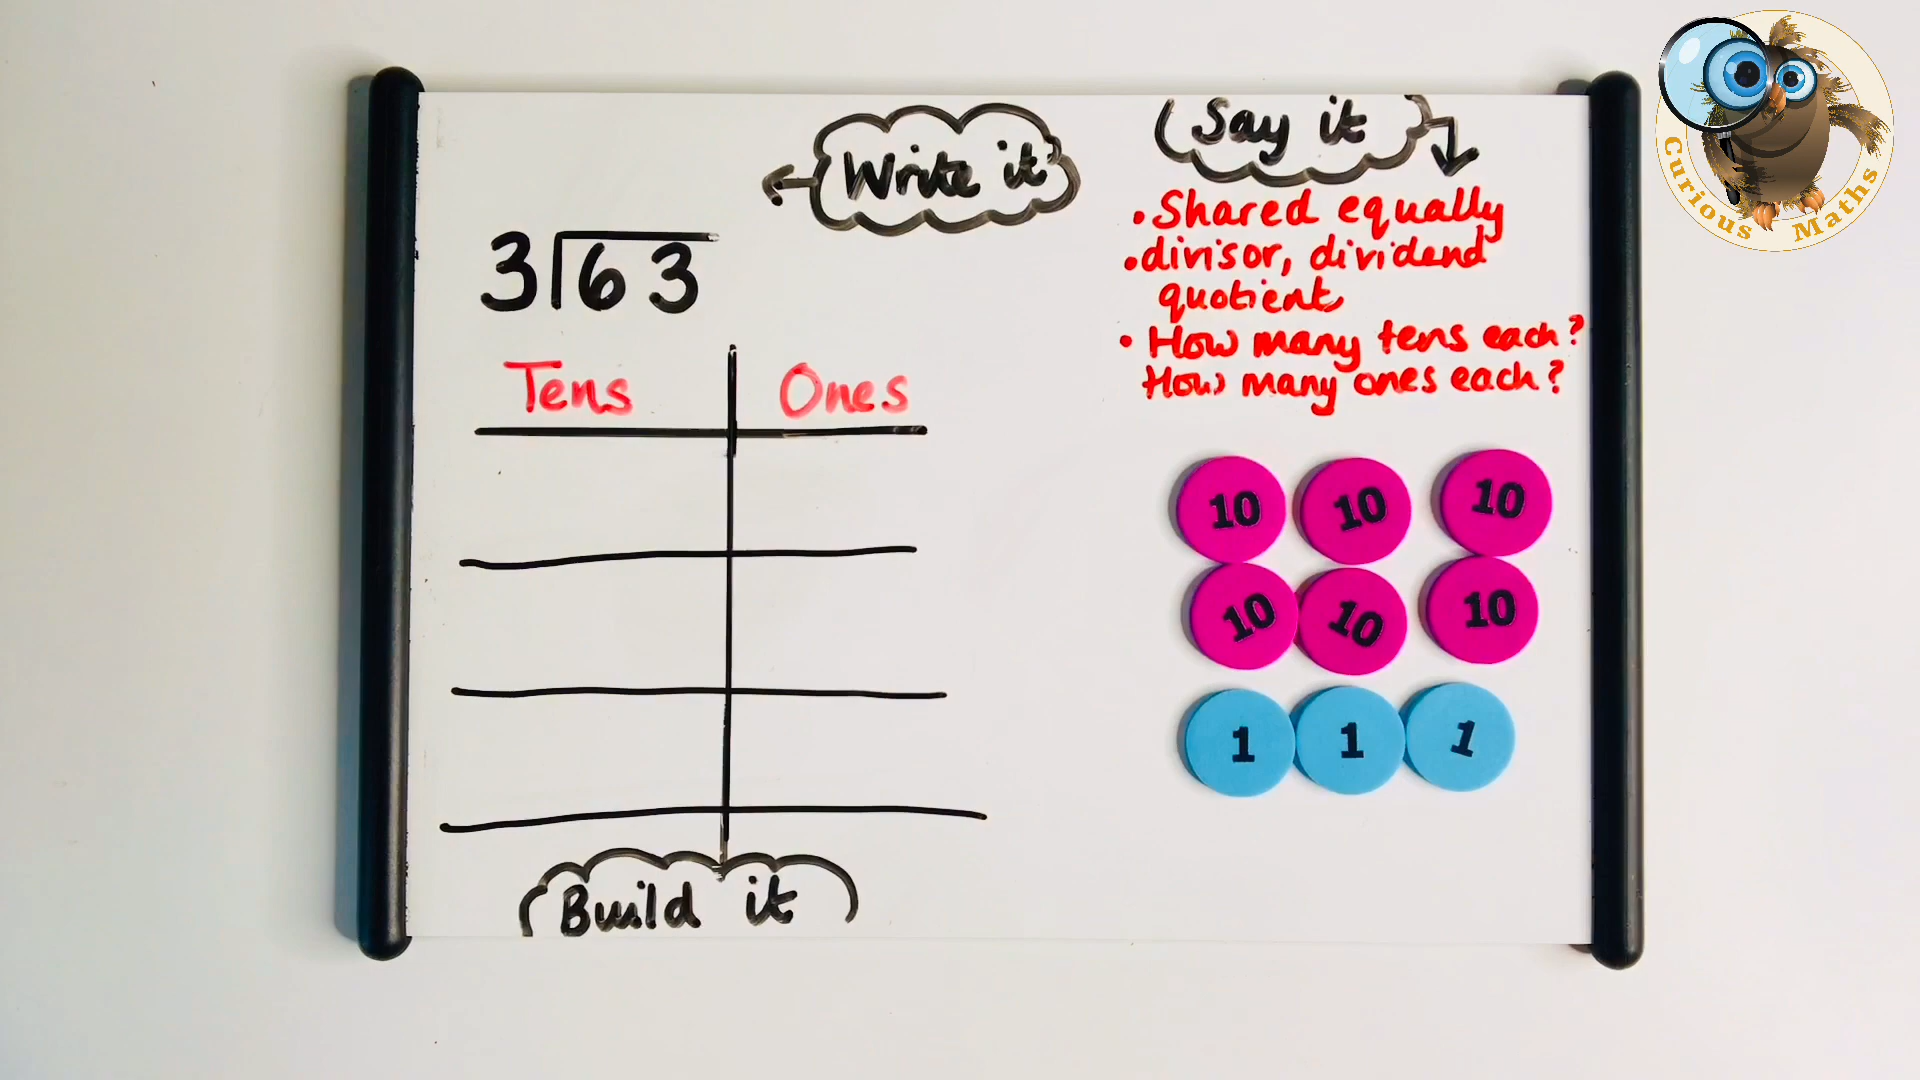 Write it
Say it
• Shared equally
• divisor, dividend
quotient
• How many tens each?
How many ones each?
3 63
Tens Ones
10 10 10
10 10 10
1 1 1
Build it
Curious Maths